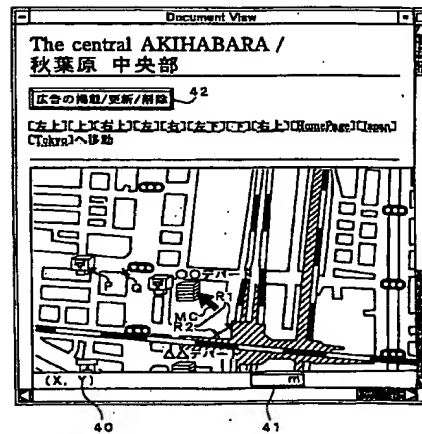 Document View
The central AKIHABARA /
秋葉原 中央部
広告の掲載/更新/削除
42
[左上][上][右上][左][右][左下][下][右上][HomePage][Japan]
[Tokyo]へ移動
○○デパート
R1
MC
R2
△△デパート
(X, Y)
m
40
41